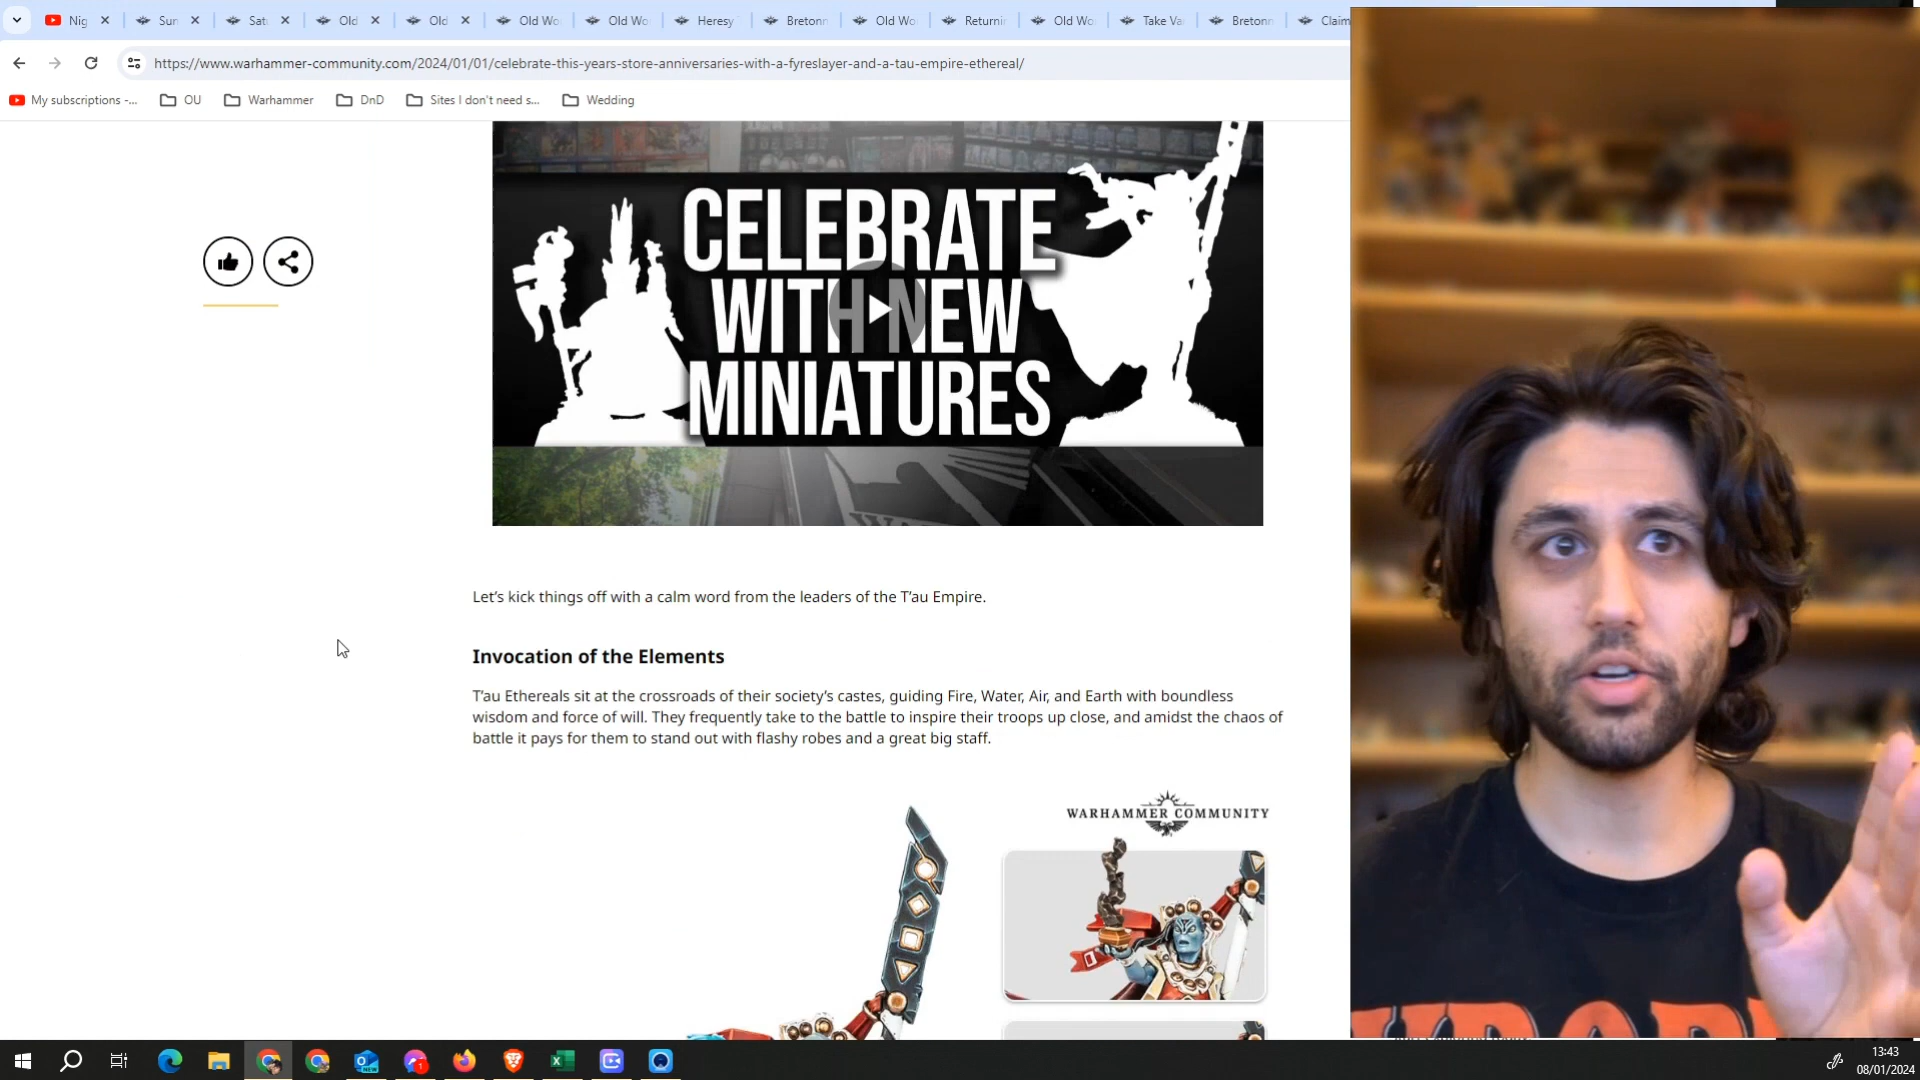 Nig
Sun
Satu
Old
Old
Old Wo
Old Wo
Heresy
Bretonn
Old Wo
Returnin
Old Wo
Take Va
Bretonn
Claim
https://www.warhammer-community.com/2024/01/01/celebrate-this-years-store-anniversaries-with-a-fyreslayer-and-a-tau-empire-ethereal/
My subscriptions -...
OU
Warhammer
DnD
Sites I don't need s...
Wedding
CELEBRATE
WITH NEW
MINIATURES
Let's kick things off with a calm word from the leaders of the T'au Empire.
Invocation of the Elements
T'au Ethereals sit at the crossroads of their society's castes, guiding Fire, Water, Air, and Earth with boundless
wisdom and force of will. They frequently take to the battle to inspire their troops up close, and amidst the chaos of
battle it pays for them to stand out with flashy robes and a great big staff.
WARHAMMER COMMUNITY
NEW
1
13:43
08/01/2024